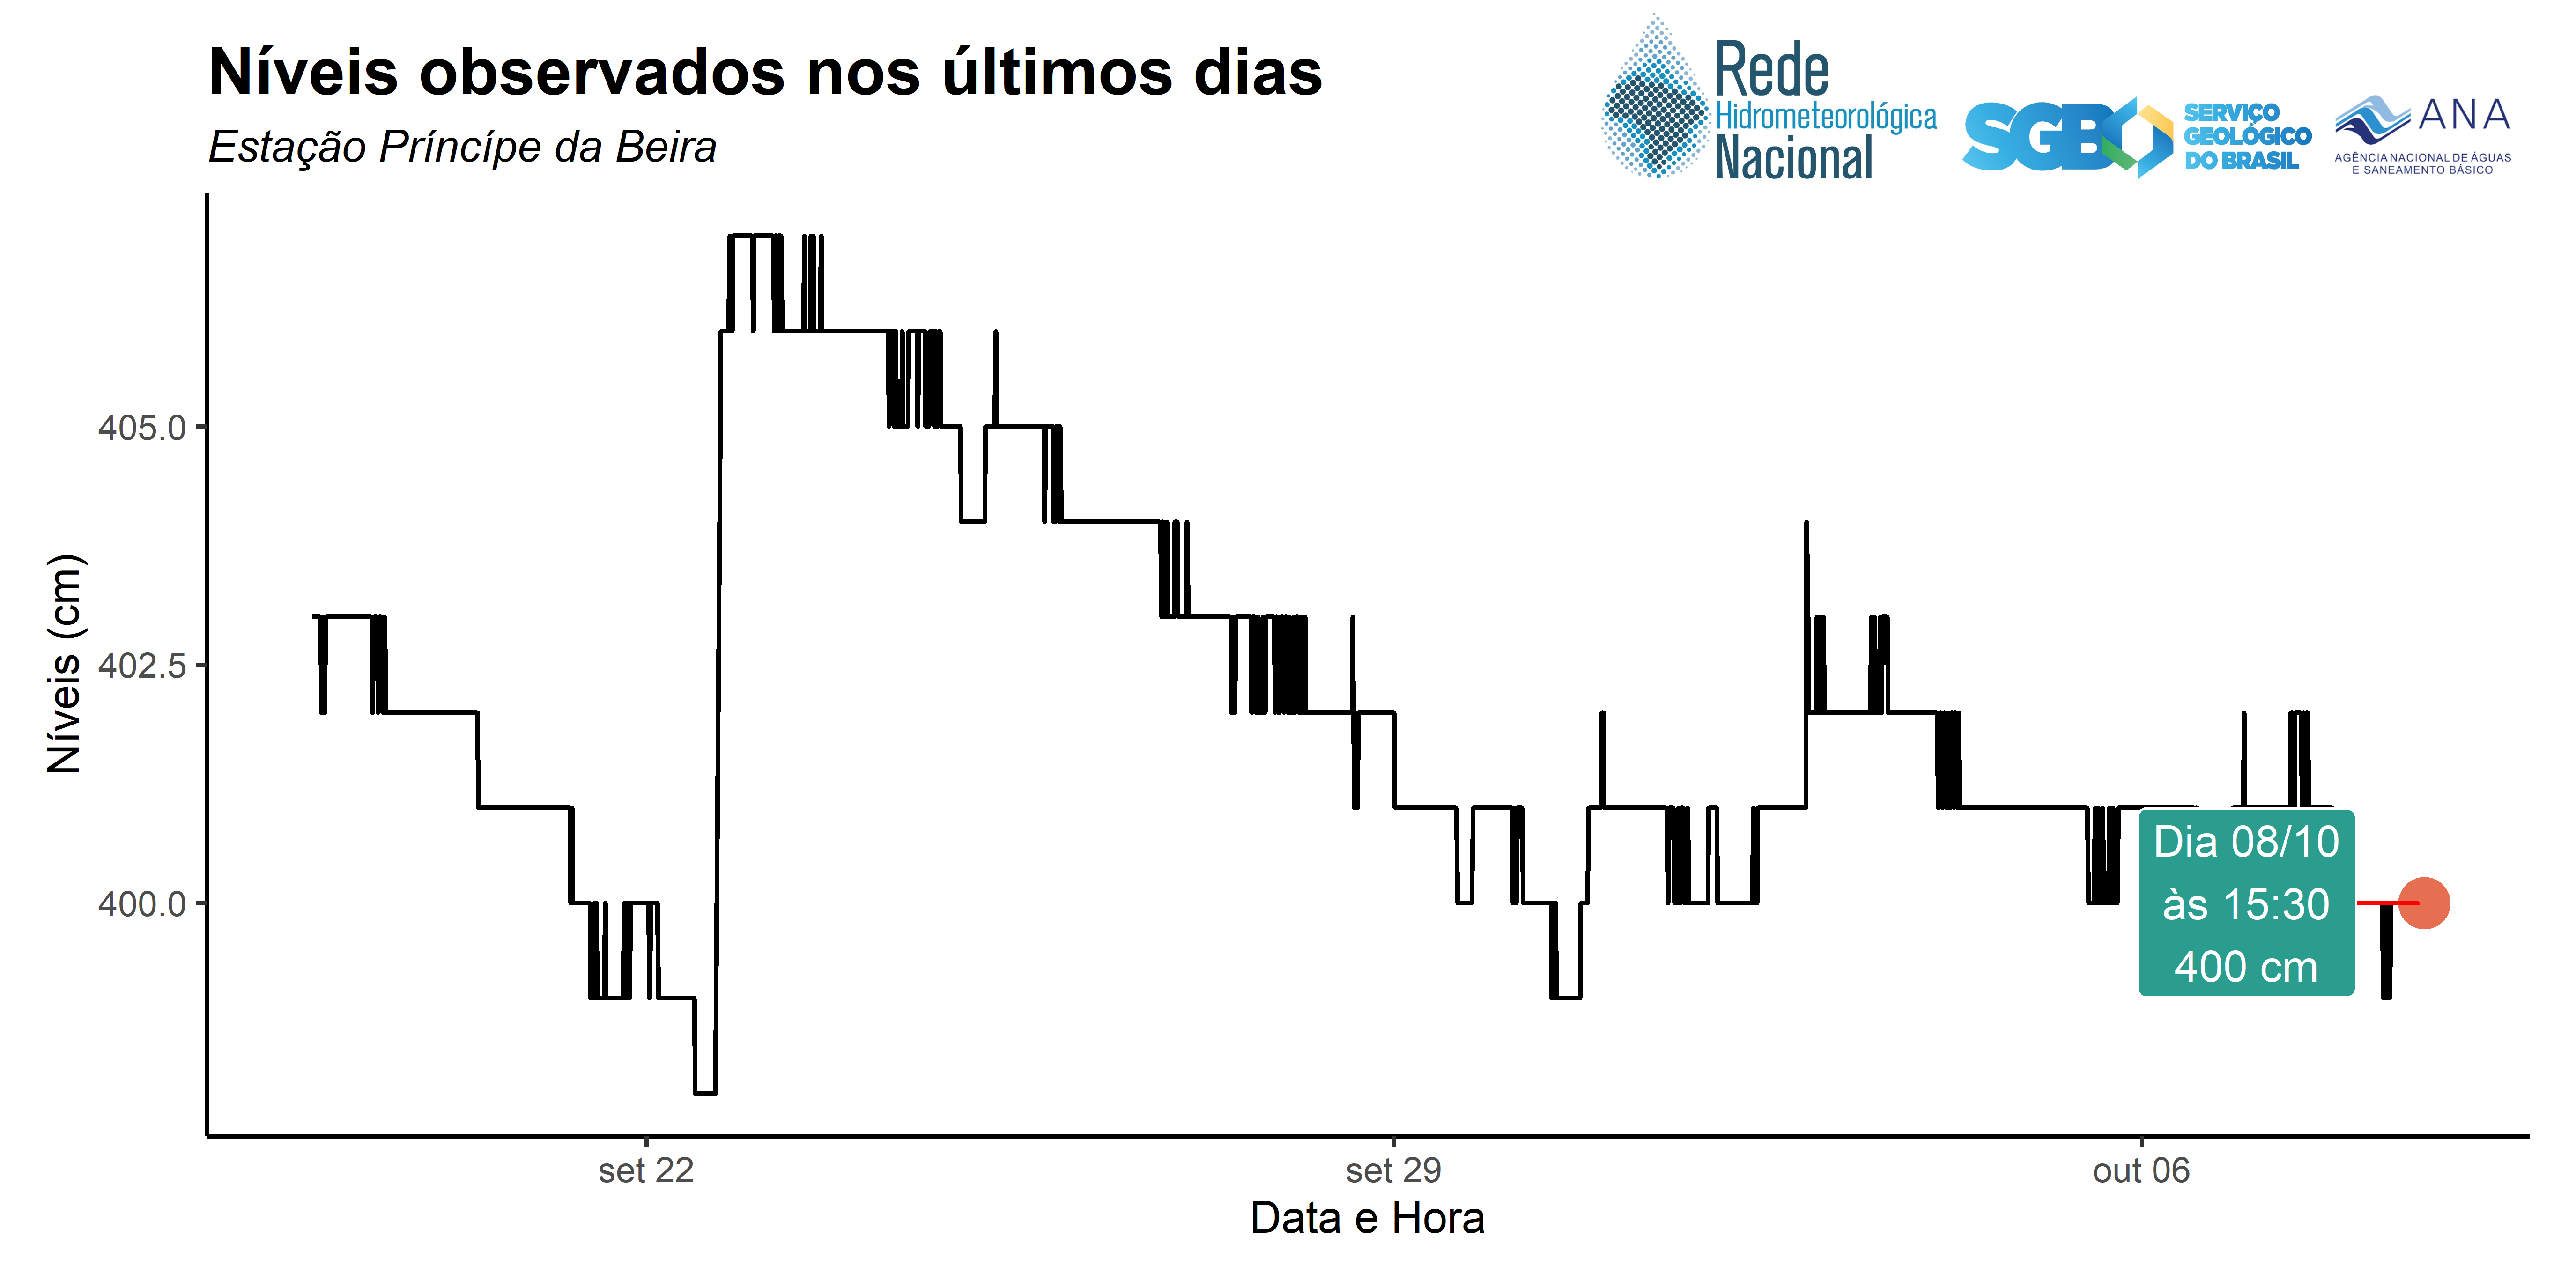 Níveis observados nos últimos dias
Estação Príncípe da Beira
Rede
Hidrometeorológica
Nacional
SGB
SERVIÇO
GEOLÓGICO
DO BRASIL
ANA
AGÊNCIA NACIONAL DE ÁGUAS
E SANEAMENTO BÁSICO
Níveis (cm)
405.0
402.5
400.0
Dia 08/10
às 15:30
400 cm
set 22
set 29
out 06
Data e Hora